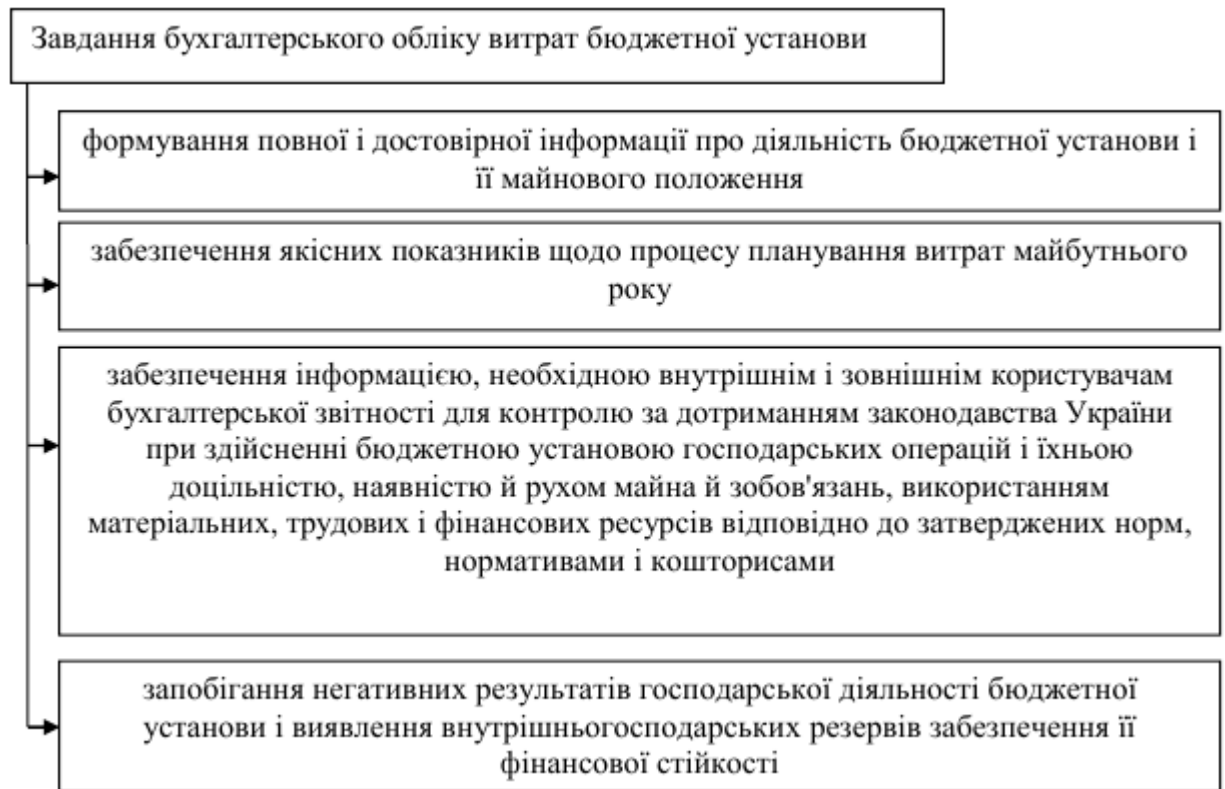 Завдання бухгалтерського обліку витрат бюджетної установи
формування повної і достовірної інформації про діяльність бюджетної установи і
її майнового положення
забезпечення якісних показників щодо процесу планування витрат майбутнього
року
забезпечення інформацією, необхідною внутрішнім і зовнішнім користувачам
бухгалтерської звітності для контролю за дотриманням законодавства України
при здійсненні бюджетною установою господарських операцій і їхньою
доцільністю, наявністю й рухом майна й зобов'язань, використанням
матеріальних, трудових і фінансових ресурсів відповідно до затверджених норм,
нормативами і кошторисами
запобігання негативних результатів господарської діяльності бюджетної
установи і виявлення внутрішньогосподарських резервів забезпечення її
фінансової стійкості